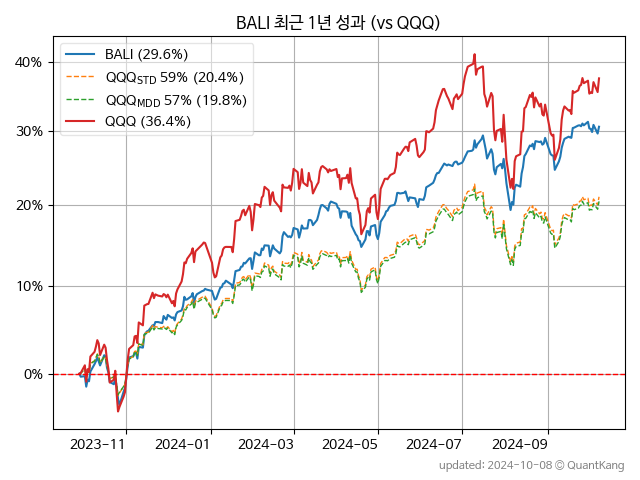 BALI 최근 1년 성과 (vs QQQ)
BALI (29.6%)
QQQSTD 59% (20.4%)
QQQMDD 57% (19.8%)
QQQ (36.4%)
40%
30%
20%
10%
0%
2023-11 2024-01 2024-03 2024-05 2024-07 2024-09
updated: 2024-10-08 © QuantKang